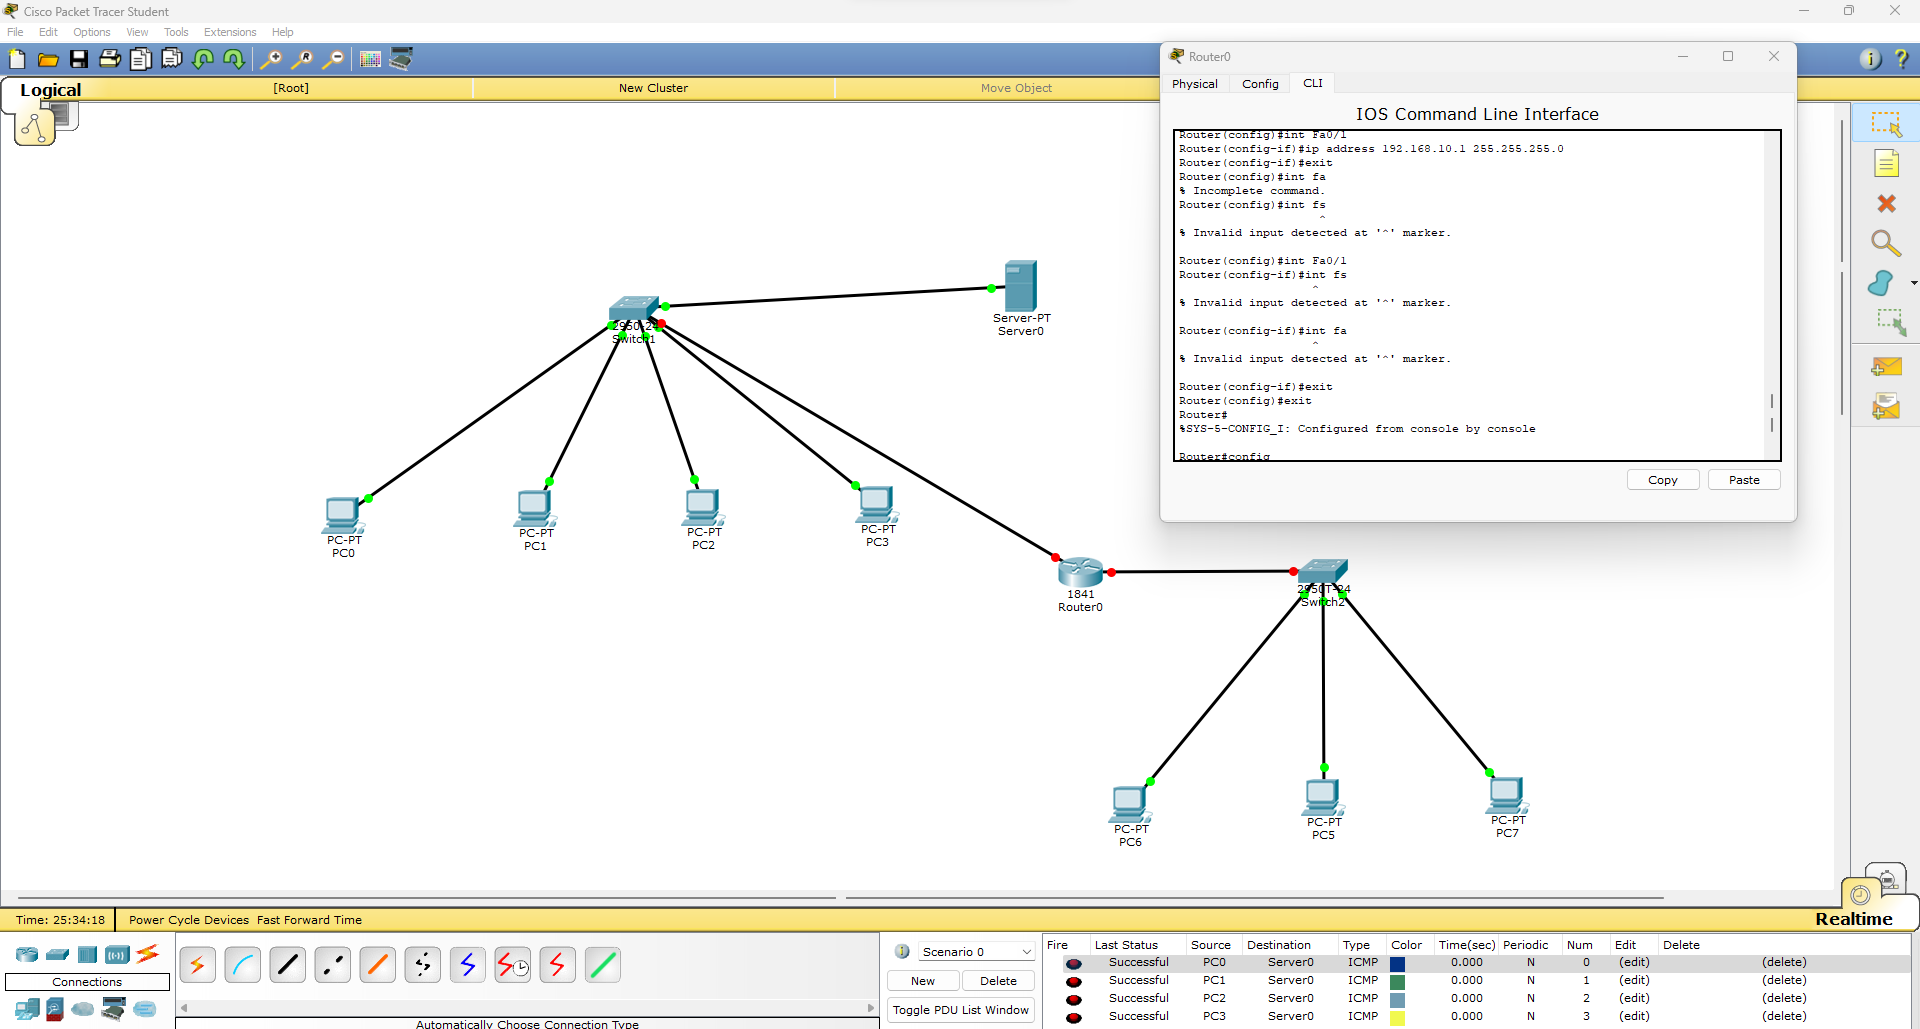 Cisco Packet Tracer Student
File Edit Options View Tools Extensions Help
Logical
[Root]
New Cluster
Move Object
Router0
Physical Config CLI
IOS Command Line Interface
Router(config)#int Fa0/1
Router(config-if)#ip address 192.168.10.1 255.255.255.0
Router(config-if)#exit
Router(config)#int fa
% Incomplete command.
Router(config)#int fs
^
% Invalid input detected at '^' marker.
Router(config)#int Fa0/1
Router(config-if)#int fs
^
% Invalid input detected at '^' marker.
Router(config-if)#int fa
^
% Invalid input detected at '^' marker.
Router(config-if)#exit
Router(config)#exit
Router#
%SYS-5-CONFIG_I: Configured from console by console
Router#config
Copy Paste
Server-PT
Server0
2950-24
Switch1
PC-PT
PC0
PC-PT
PC1
PC-PT
PC2
PC-PT
PC3
1841
Router0
2950T-24
Switch2
PC-PT
PC6
PC-PT
PC5
PC-PT
PC7
Time: 25:34:18 Power Cycle Devices Fast Forward Time
Realtime
Connections
Automatically Choose Connection Type
Scenario 0
New Delete
Toggle PDU List Window
Fire Last Status Source Destination Type Color Time(sec) Periodic Num Edit Delete
Successful PC0 Server0 ICMP 0.000 N 0 (edit) (delete)
Successful PC1 Server0 ICMP 0.000 N 1 (edit) (delete)
Successful PC2 Server0 ICMP 0.000 N 2 (edit) (delete)
Successful PC3 Server0 ICMP 0.000 N 3 (edit) (delete)